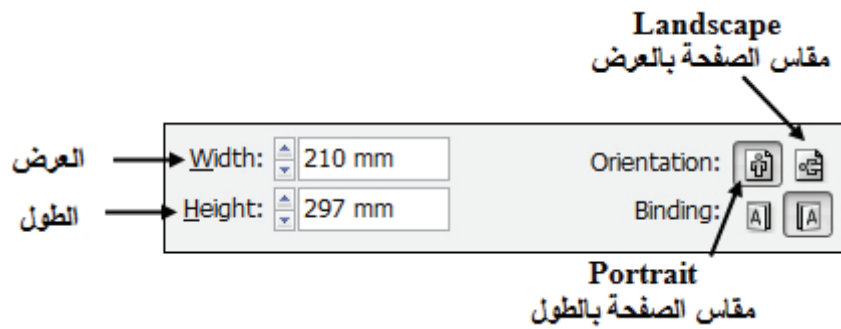 Landscape
مقاس الصفحة بالعرض
العرض
Width: 210 mm
Orientation:
الطول
Height: 297 mm
Binding: A A
Portrait
مقاس الصفحة بالطول